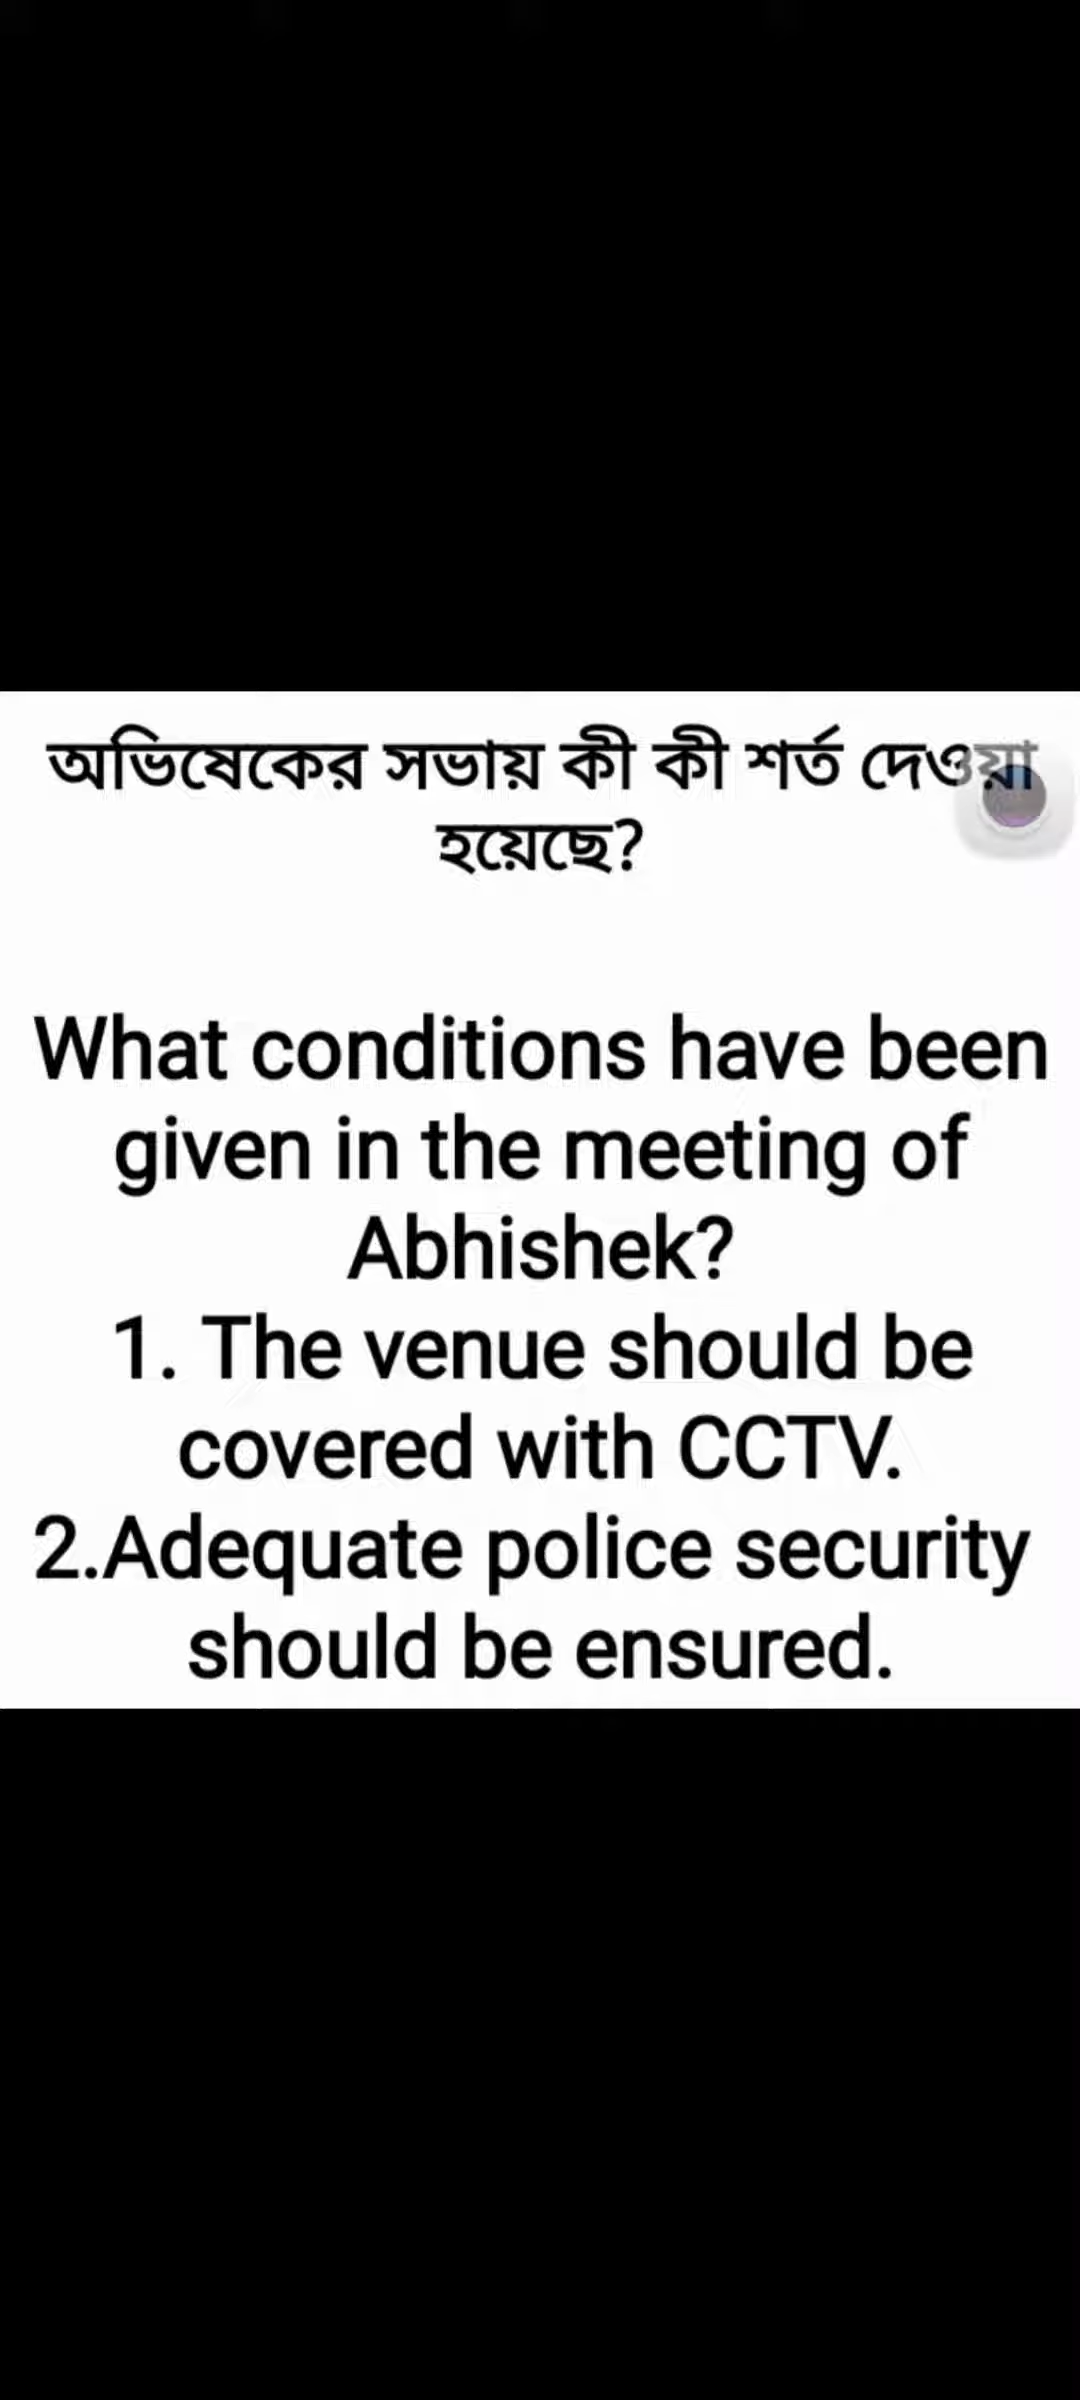 অভিষেকের সভায় কী কী শর্ত দেওয়া
হয়েছে?
What conditions have been
given in the meeting of
Abhishek?
1. The venue should be
covered with CCTV.
2.Adequate police security
should be ensured.